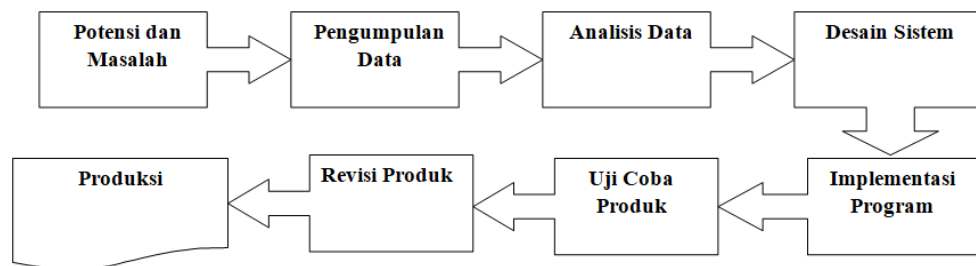 Potensi dan
Masalah
Pengumpulan
Data
Analisis Data
Desain Sistem
Implementasi
Program
Uji Coba
Produk
Revisi Produk
Produksi